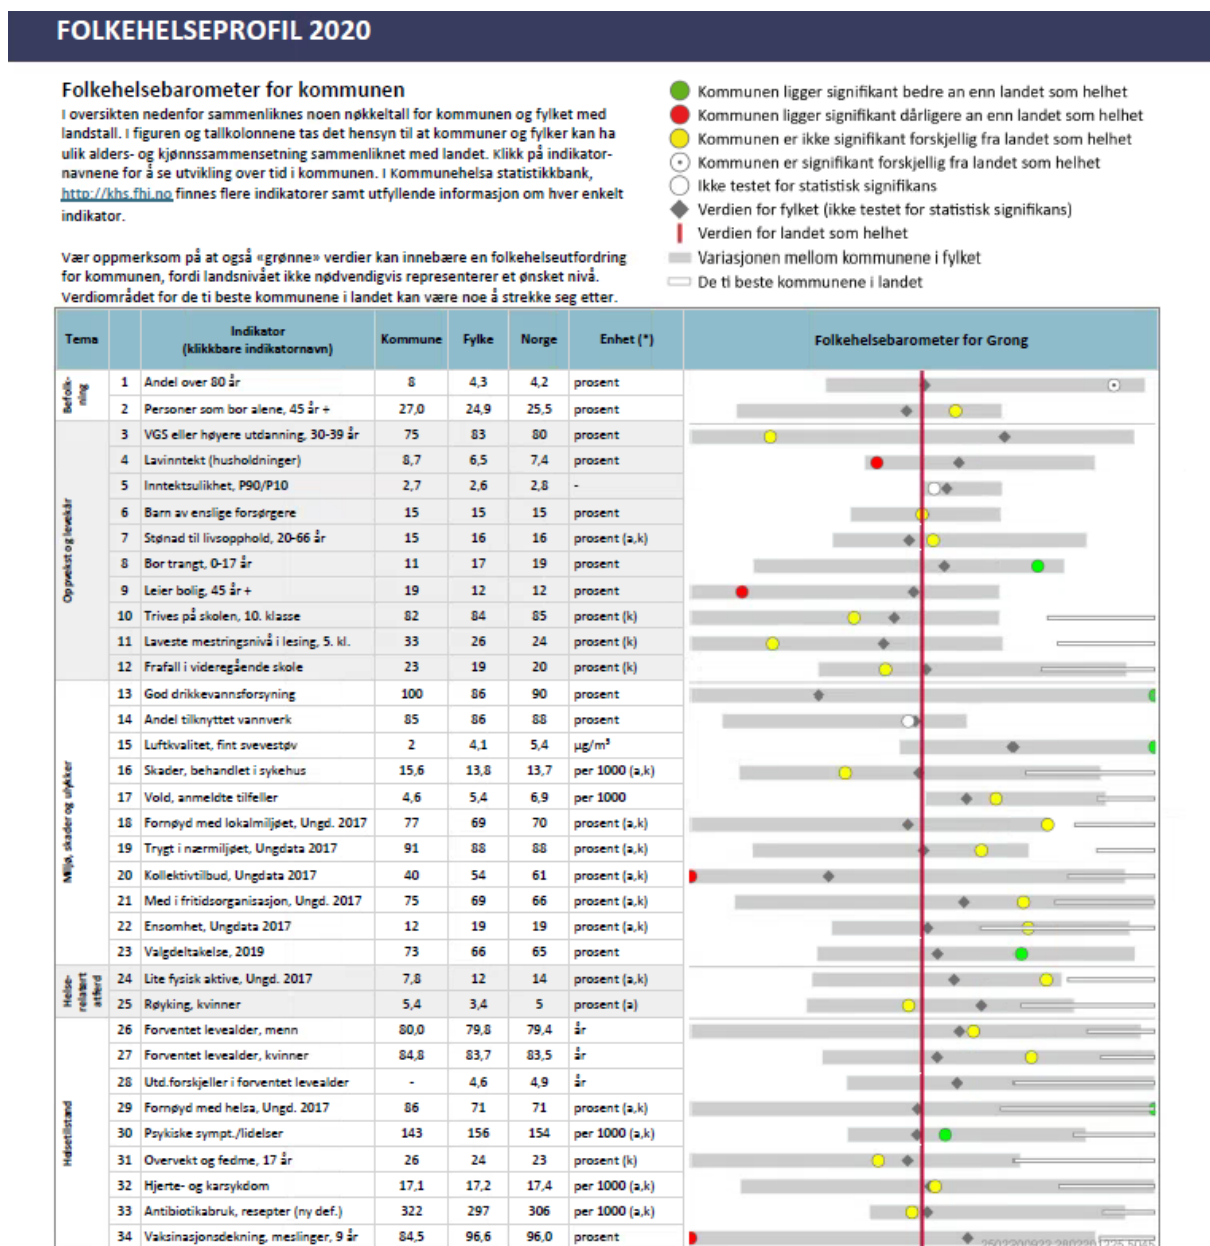 FOLKEHELSEPROFIL 2020
Folkehelsebarometer for kommunen
I oversikten nedenfor sammenliknes noen nøkkeltall for kommunen og fylket med
landstall. I figuren og tallkolonnene tas det hensyn til at kommuner og fylker kan ha
ulik alders- og kjønnssammensetning sammenliknet med landet. Klikk på indikator-
navnene for å se utvikling over tid i kommunen. I Kommunehelsa statistikkbank,
http://khs.fhi.no finnes flere indikatorer samt utfyllende informasjon om hver enkelt
indikator.
Vær oppmerksom på at også «grønne» verdier kan innebære en folkehelseutfordring
for kommunen, fordi landsnivået ikke nødvendigvis representerer et ønsket nivå.
Verdiområdet for de ti beste kommunene i landet kan være noe å strekke seg etter.
Kommunen ligger signifikant bedre an enn landet som helhet
Kommunen ligger signifikant dårligere an enn landet som helhet
Kommunen er ikke signifikant forskjellig fra landet som helhet
Kommunen er signifikant forskjellig fra landet som helhet
Ikke testet for statistisk signifikans
Verdien for fylket (ikke testet for statistisk signifikans)
Verdien for landet som helhet
Variasjonen mellom kommunene i fylket
De ti beste kommunene i landet
Tema Indikator (klikkbare indikatornavn) Kommune Fylke Norge Enhet (*) Folkehelsebarometer for Grong
Befolk-
ning
1 Andel over 80 år 8 4,3 4,2 prosent
2 Personer som bor alene, 45 år + 27,0 24,9 25,5 prosent
Oppvekst og levekår
3 VGS eller høyere utdanning, 30-39 år 75 83 80 prosent
4 Lavinntekt (husholdninger) 8,7 6,5 7,4 prosent
5 Inntektsulikhet, P90/P10 2,7 2,6 2,8 -
6 Barn av enslige forsørgere 15 15 15 prosent
7 Stønad til livsopphold, 20-66 år 15 16 16 prosent (a,k)
8 Bor trangt, 0-17 år 11 17 19 prosent
9 Leier bolig, 45 år + 19 12 12 prosent
10 Trives på skolen, 10. klasse 82 84 85 prosent (k)
11 Laveste mestringsnivå i lesing, 5. kl. 33 26 24 prosent (k)
12 Frafall i videregående skole 23 19 20 prosent (k)
Miljø, skader og ulykker
13 God drikkevannsforsyning 100 86 90 prosent
14 Andel tilknyttet vannverk 85 86 88 prosent
15 Luftkvalitet, fint svevestøv 2 4,1 5,4 µg/m³
16 Skader, behandlet i sykehus 15,6 13,8 13,7 per 1000 (a,k)
17 Vold, anmeldte tilfeller 4,6 5,4 6,9 per 1000
18 Fornøyd med lokalmiljøet, Ungd. 2017 77 69 70 prosent (a,k)
19 Trygt i nærmiljøet, Ungdata 2017 91 88 88 prosent (a,k)
20 Kollektivtilbud, Ungdata 2017 40 54 61 prosent (a,k)
21 Med i fritidsorganisasjon, Ungd. 2017 75 69 66 prosent (a,k)
22 Ensomhet, Ungdata 2017 12 19 19 prosent (a,k)
23 Valgdeltakelse, 2019 73 66 65 prosent
Helse-
relatert
atferd
24 Lite fysisk aktive, Ungd. 2017 7,8 12 14 prosent (a,k)
25 Røyking, kvinner 5,4 3,4 5 prosent (a)
Helsetilstand
26 Forventet levealder, menn 80,0 79,8 79,4 år
27 Forventet levealder, kvinner 84,8 83,7 83,5 år
28 Utd.forskjeller i forventet levealder - 4,6 4,9 år
29 Fornøyd med helsa, Ungd. 2017 86 71 71 prosent (a,k)
30 Psykiske sympt./lidelser 143 156 154 per 1000 (a,k)
31 Overvekt og fedme, 17 år 26 24 23 prosent (k)
32 Hjerte- og karsykdom 17,1 17,2 17,4 per 1000 (a,k)
33 Antibiotikabruk, resepter (ny def.) 322 297 306 per 1000 (a,k)
34 Vaksinasjonsdekning, meslinger, 9 år 84,5 96,6 96,0 prosent